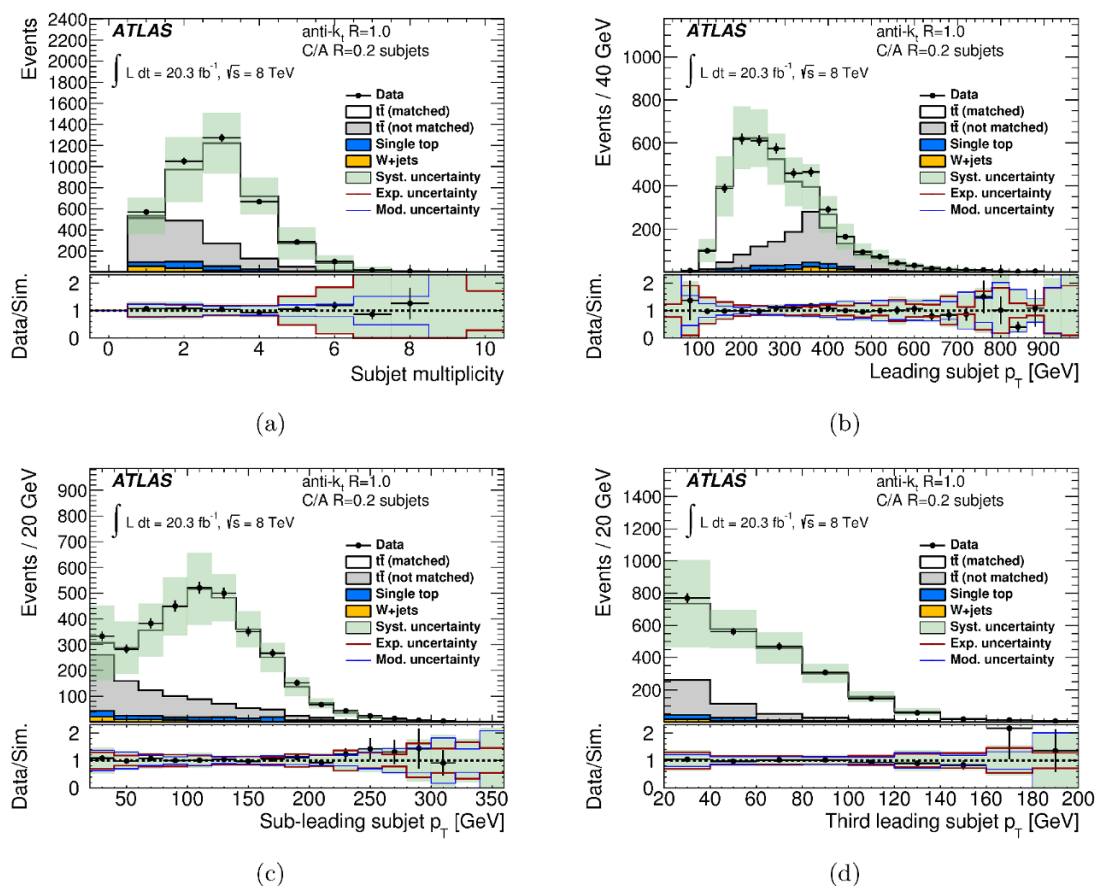 ATLAS
anti-kt R=1.0
C/A R=0.2 subjets
∫ L dt = 20.3 fb⁻¹, √s = 8 TeV
Events
2400
2200
2000
1800
1600
1400
1200
1000
800
600
400
200
Data
tt̄ (matched)
tt̄ (not matched)
Single top
W+jets
Syst. uncertainty
Exp. uncertainty
Mod. uncertainty
Data/Sim.
2
1
0
0 2 4 6 8 10
Subjet multiplicity
(a)
ATLAS
anti-kt R=1.0
C/A R=0.2 subjets
∫ L dt = 20.3 fb⁻¹, √s = 8 TeV
Events / 40 GeV
1000
800
600
400
200
0
Data
tt̄ (matched)
tt̄ (not matched)
Single top
W+jets
Syst. uncertainty
Exp. uncertainty
Mod. uncertainty
Data/Sim.
2
1
0
100 200 300 400 500 600 700 800 900
Leading subjet pT [GeV]
(b)
ATLAS
anti-kt R=1.0
C/A R=0.2 subjets
∫ L dt = 20.3 fb⁻¹, √s = 8 TeV
Events / 20 GeV
900
800
700
600
500
400
300
200
100
Data
tt̄ (matched)
tt̄ (not matched)
Single top
W+jets
Syst. uncertainty
Exp. uncertainty
Mod. uncertainty
Data/Sim.
2
1
0
50 100 150 200 250 300 350
Sub-leading subjet pT [GeV]
(c)
ATLAS
anti-kt R=1.0
C/A R=0.2 subjets
∫ L dt = 20.3 fb⁻¹, √s = 8 TeV
Events / 20 GeV
1600
1400
1200
1000
800
600
400
200
0
Data
tt̄ (matched)
tt̄ (not matched)
Single top
W+jets
Syst. uncertainty
Exp. uncertainty
Mod. uncertainty
Data/Sim.
2
1
0
20 40 60 80 100 120 140 160 180 200
Third leading subjet pT [GeV]
(d)